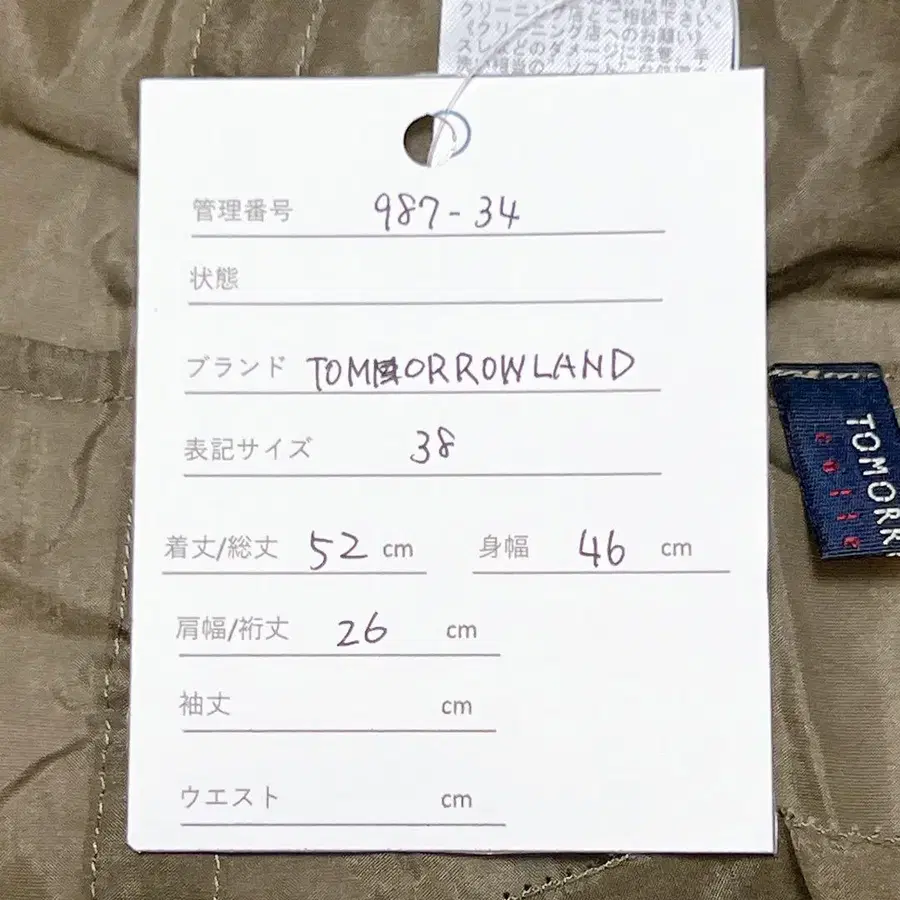 管理番号 987-34
状態
ブランド TOMMORROWLAND
表記サイズ 38
着丈/総丈 52 cm 身幅 46 cm
肩幅/裄丈 26 cm
袖丈 cm
ウエスト cm
TOMORR
colle